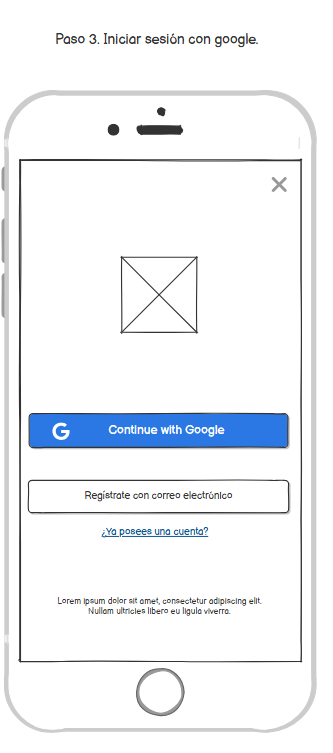 Paso 3. Iniciar sesión con google.
G Continue with Google
Regístrate con correo electrónico
¿Ya posees una cuenta?
Lorem ipsum dolor sit amet, consectetur adipiscing elit.
Nullam ultricies libero eu ligula viverra.